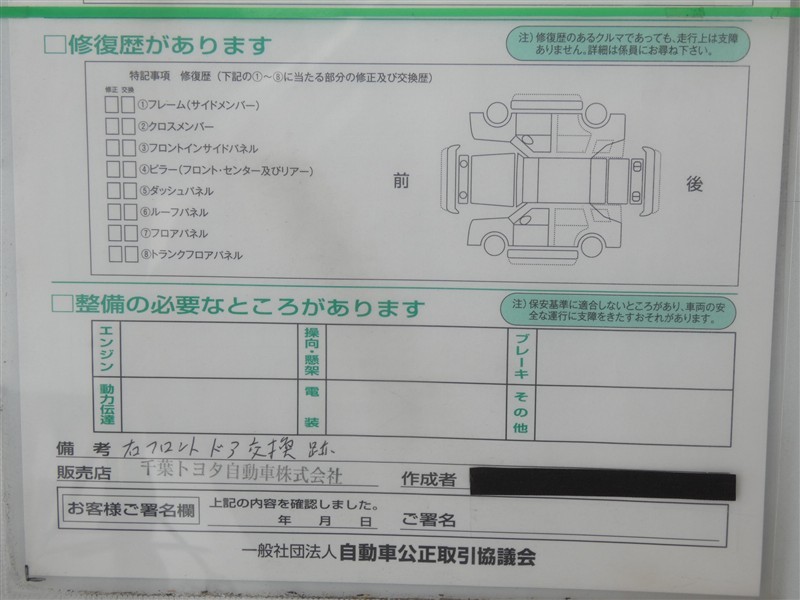 □修復歴があります
注）修復歴のあるクルマであっても、走行上は支障
ありません。詳細は係員にお尋ね下さい。
特記事項 修復歴（下記の①～⑧に当たる部分の修正及び交換歴）
修正 交換
①フレーム（サイドメンバー）
②クロスメンバー
③フロントインサイドパネル
④ピラー（フロント・センター及びリアー）
⑤ダッシュパネル
⑥ルーフパネル
⑦フロアパネル
⑧トランクフロアパネル
前
後
□整備の必要なところがあります
注）保安基準に適合しないところがあり、車両の安
全な運行に支障をきたすおそれがあります。
エンジン
操向・懸架
ブレーキ
動力伝達
電装
その他
備考 右フロントドア交換跡
販売店 千葉トヨタ自動車株式会社 作成者
お客様ご署名欄
上記の内容を確認しました。
年 月 日 ご署名
一般社団法人 自動車公正取引協議会